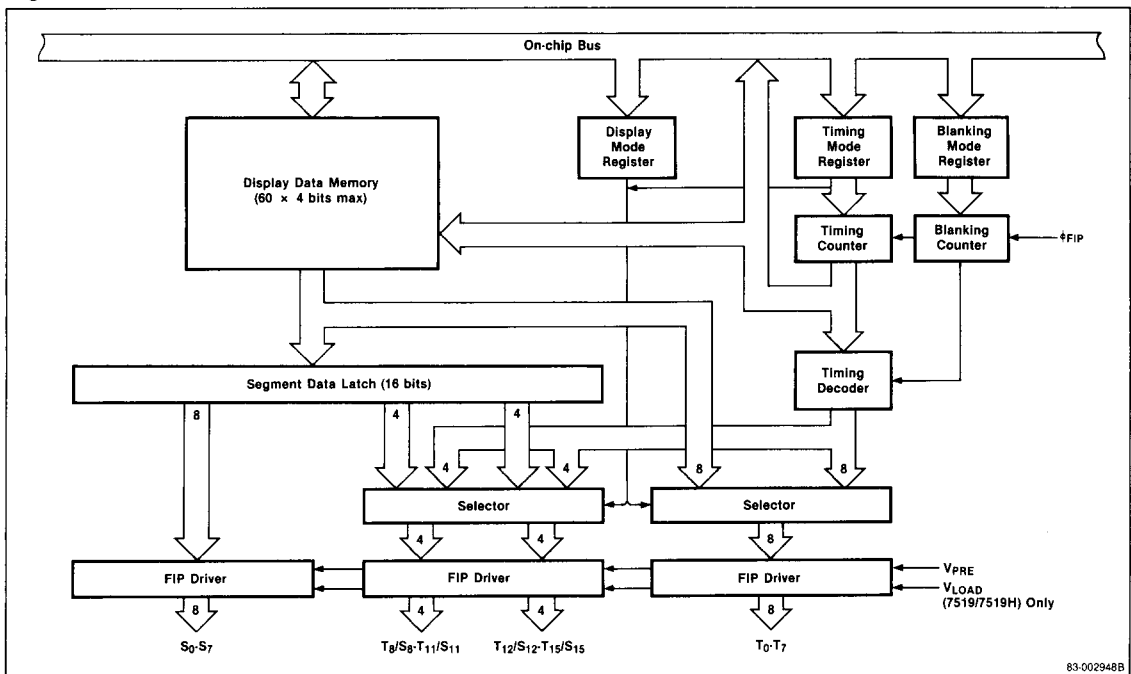 On-chip Bus
Display Data Memory
(60 × 4 bits max)
Display
Mode
Register
Timing
Mode
Register
Blanking
Mode
Register
Timing
Counter
Blanking
Counter
ϕFIP
Segment Data Latch (16 bits)
Timing
Decoder
8
4
4
4
4
8
8
Selector
Selector
4
4
8
FIP Driver
FIP Driver
FIP Driver
VPRE
VLOAD
(7519/7519H) Only
8
4
4
8
S0-S7
T8/S8-T11/S11
T12/S12-T15/S15
T0-T7
83-002948B